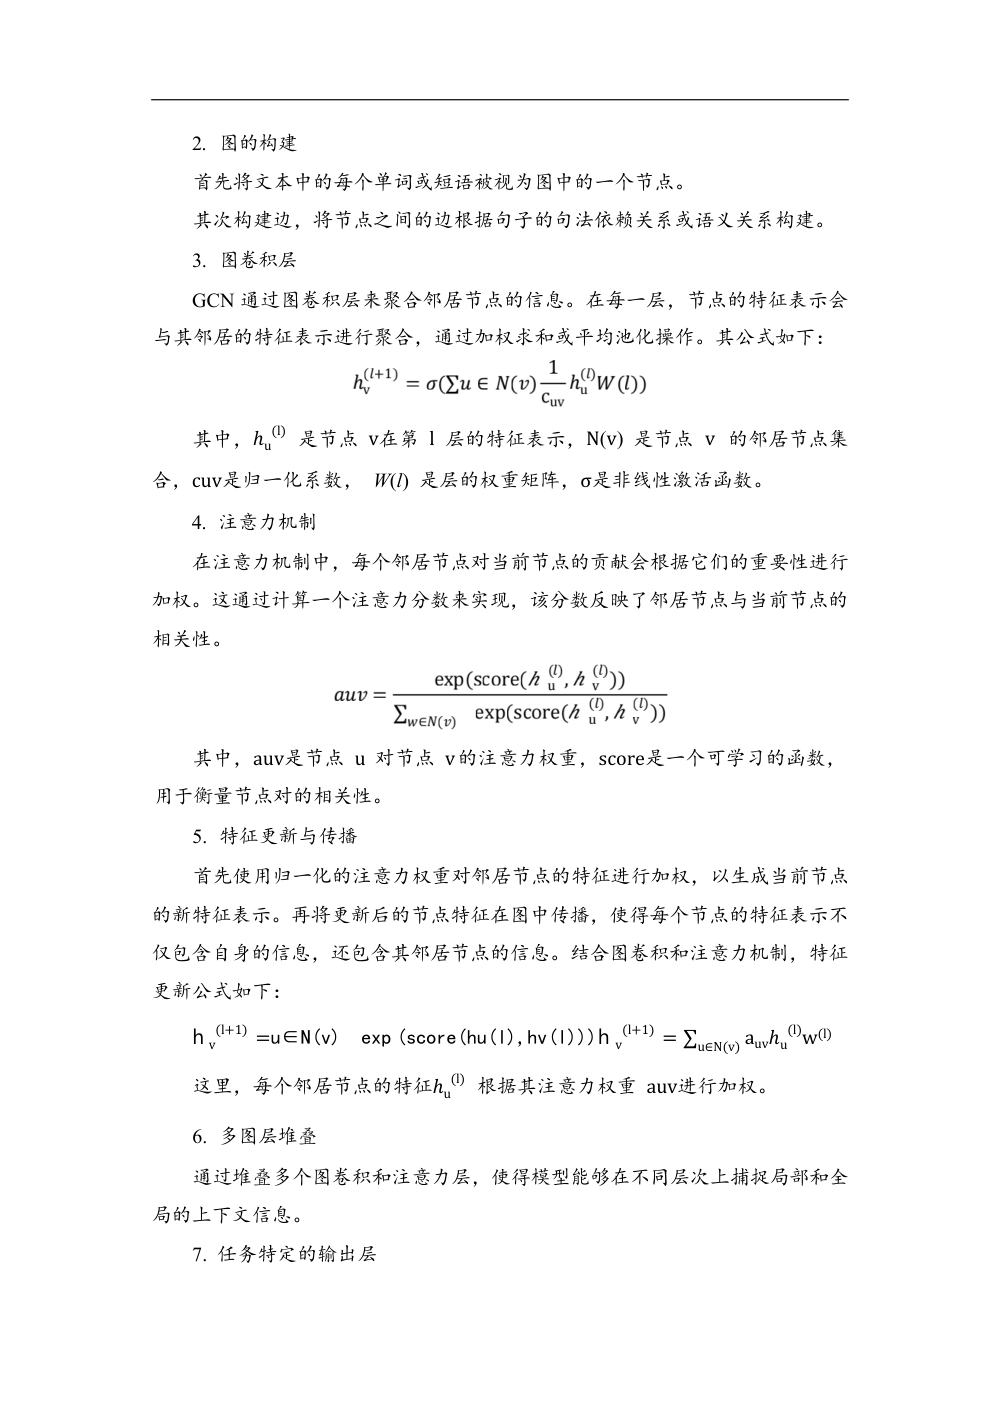 2. 图的构建
首先将文本中的每个单词或短语被视为图中的一个节点。
其次构建边，将节点之间的边根据句子的句法依赖关系或语义关系构建。
3. 图卷积层
GCN 通过图卷积层来聚合邻居节点的信息。在每一层，节点的特征表示会
与其邻居的特征表示进行聚合，通过加权求和或平均池化操作。其公式如下：
h_v^(l+1) = σ(∑u ∈ N(v) 1/c_uv h_u^(l) W(l))
其中，h_u^(l) 是节点 v在第 l 层的特征表示，N(v) 是节点 v 的邻居节点集
合，cuv是归一化系数， W(l) 是层的权重矩阵，σ是非线性激活函数。
4. 注意力机制
在注意力机制中，每个邻居节点对当前节点的贡献会根据它们的重要性进行
加权。这通过计算一个注意力分数来实现，该分数反映了邻居节点与当前节点的
相关性。
auv = exp(score(h_u^(l), h_v^(l))) / ∑_w∈N(v) exp(score(h_u^(l), h_v^(l)))
其中，auv是节点 u 对节点 v的注意力权重，score是一个可学习的函数，
用于衡量节点对的相关性。
5. 特征更新与传播
首先使用归一化的注意力权重对邻居节点的特征进行加权，以生成当前节点
的新特征表示。再将更新后的节点特征在图中传播，使得每个节点的特征表示不
仅包含自身的信息，还包含其邻居节点的信息。结合图卷积和注意力机制，特征
更新公式如下：
h_v^(l+1) =u∈N(v) exp(score(hu(l),hv(l)))h_v^(l+1) = ∑_u∈N(v) a_uv h_u^(l) w^(l)
这里，每个邻居节点的特征h_u^(l) 根据其注意力权重 auv进行加权。
6. 多图层堆叠
通过堆叠多个图卷积和注意力层，使得模型能够在不同层次上捕捉局部和全
局的上下文信息。
7. 任务特定的输出层